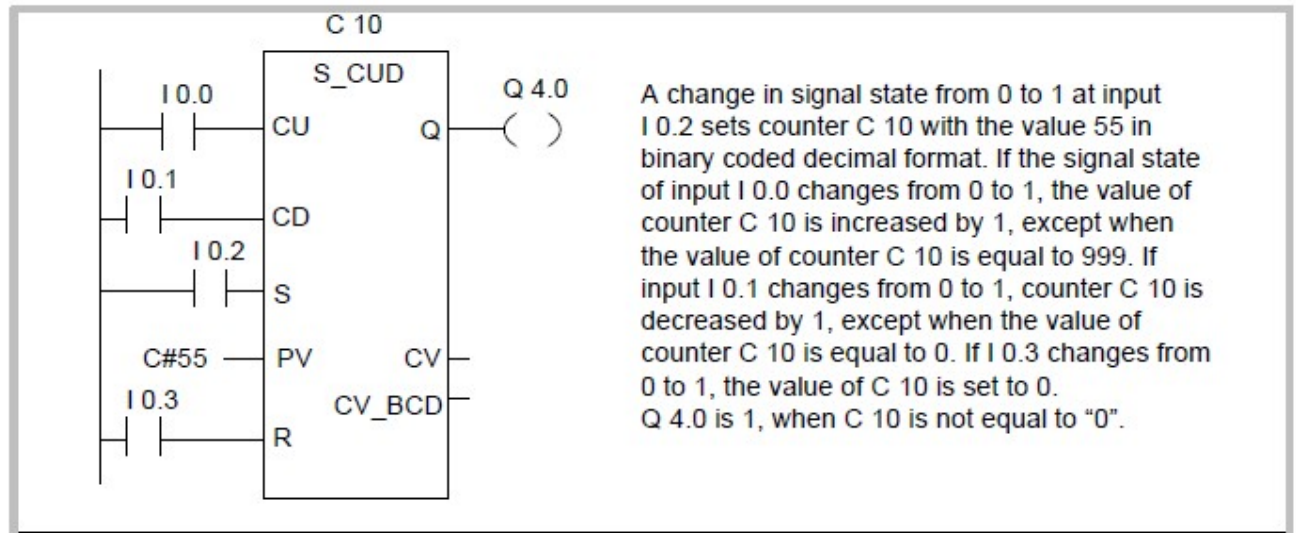 C 10
S_CUD
I 0.0
Q 4.0
CU
Q
I 0.1
CD
I 0.2
S
C#55
PV
CV
I 0.3
CV_BCD
R
A change in signal state from 0 to 1 at input
I 0.2 sets counter C 10 with the value 55 in
binary coded decimal format. If the signal state
of input I 0.0 changes from 0 to 1, the value of
counter C 10 is increased by 1, except when
the value of counter C 10 is equal to 999. If
input I 0.1 changes from 0 to 1, counter C 10 is
decreased by 1, except when the value of
counter C 10 is equal to 0. If I 0.3 changes from
0 to 1, the value of C 10 is set to 0.
Q 4.0 is 1, when C 10 is not equal to “0”.